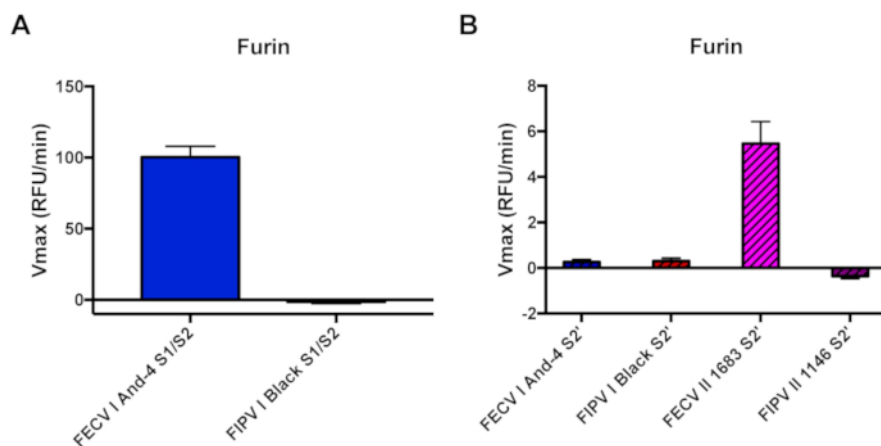 A
Furin
Vmax (RFU/min)
150
100
50
0
FECV I And-4 S1/S2
FIPV I Black S1/S2
B
Furin
Vmax (RFU/min)
8
6
4
2
0
-2
FECV I And-4 S2'
FIPV I Black S2'
FECV II 1683 S2'
FIPV II 1146 S2'